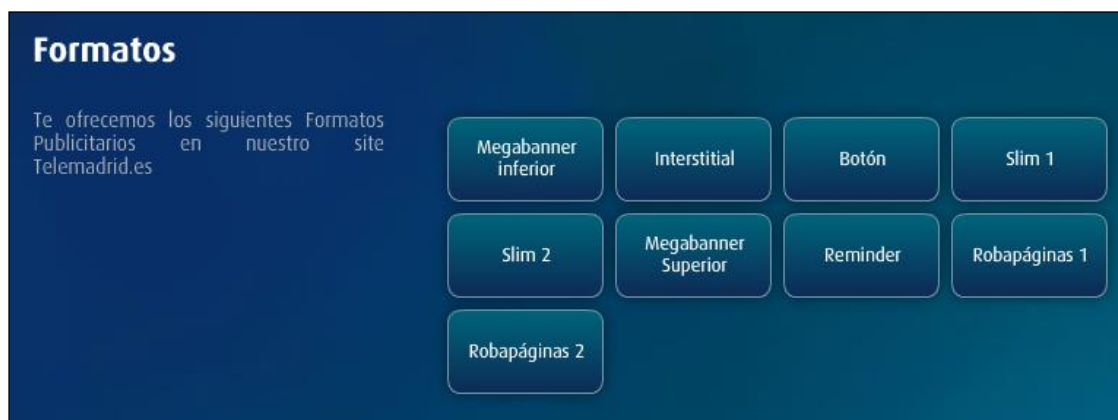 Formatos
Te ofrecemos los siguientes Formatos
Publicitarios en nuestro site
Telemadrid.es
Megabanner
inferior
Interstitial
Botón
Slim 1
Slim 2
Megabanner
Superior
Reminder
Robapáginas 1
Robapáginas 2